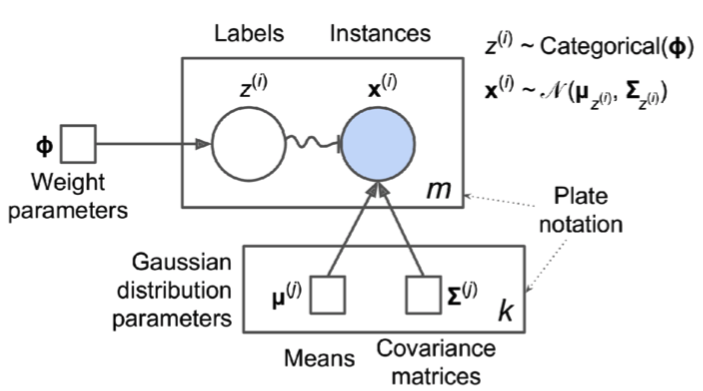 Labels
Instances
z⁽ⁱ⁾ ~ Categorical(ϕ)
x⁽ⁱ⁾ ~ 𝒩(μ_z⁽ⁱ⁾, Σ_z⁽ⁱ⁾)
z⁽ⁱ⁾
x⁽ⁱ⁾
ϕ
Weight
parameters
m
Plate
notation
Gaussian
distribution
parameters
μ⁽ʲ⁾
Σ⁽ʲ⁾
k
Means
Covariance
matrices